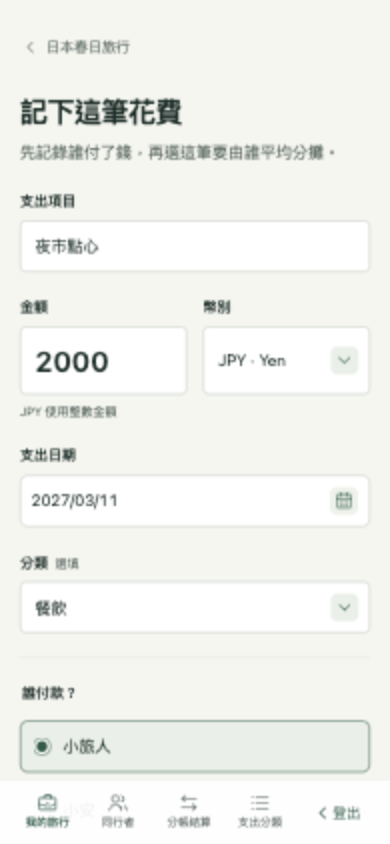 日本春日旅行
記下這筆花費
先記錄誰付了錢，再選這筆要由誰平均分攤。
支出項目
夜市點心
金額 幣別
2000 JPY · Yen
JPY 使用整數金額
支出日期
2027/03/11
分類 選填
餐飲
誰付款？
小旅人
小安
我的旅行 同行者 分帳結算 支出分類 登出